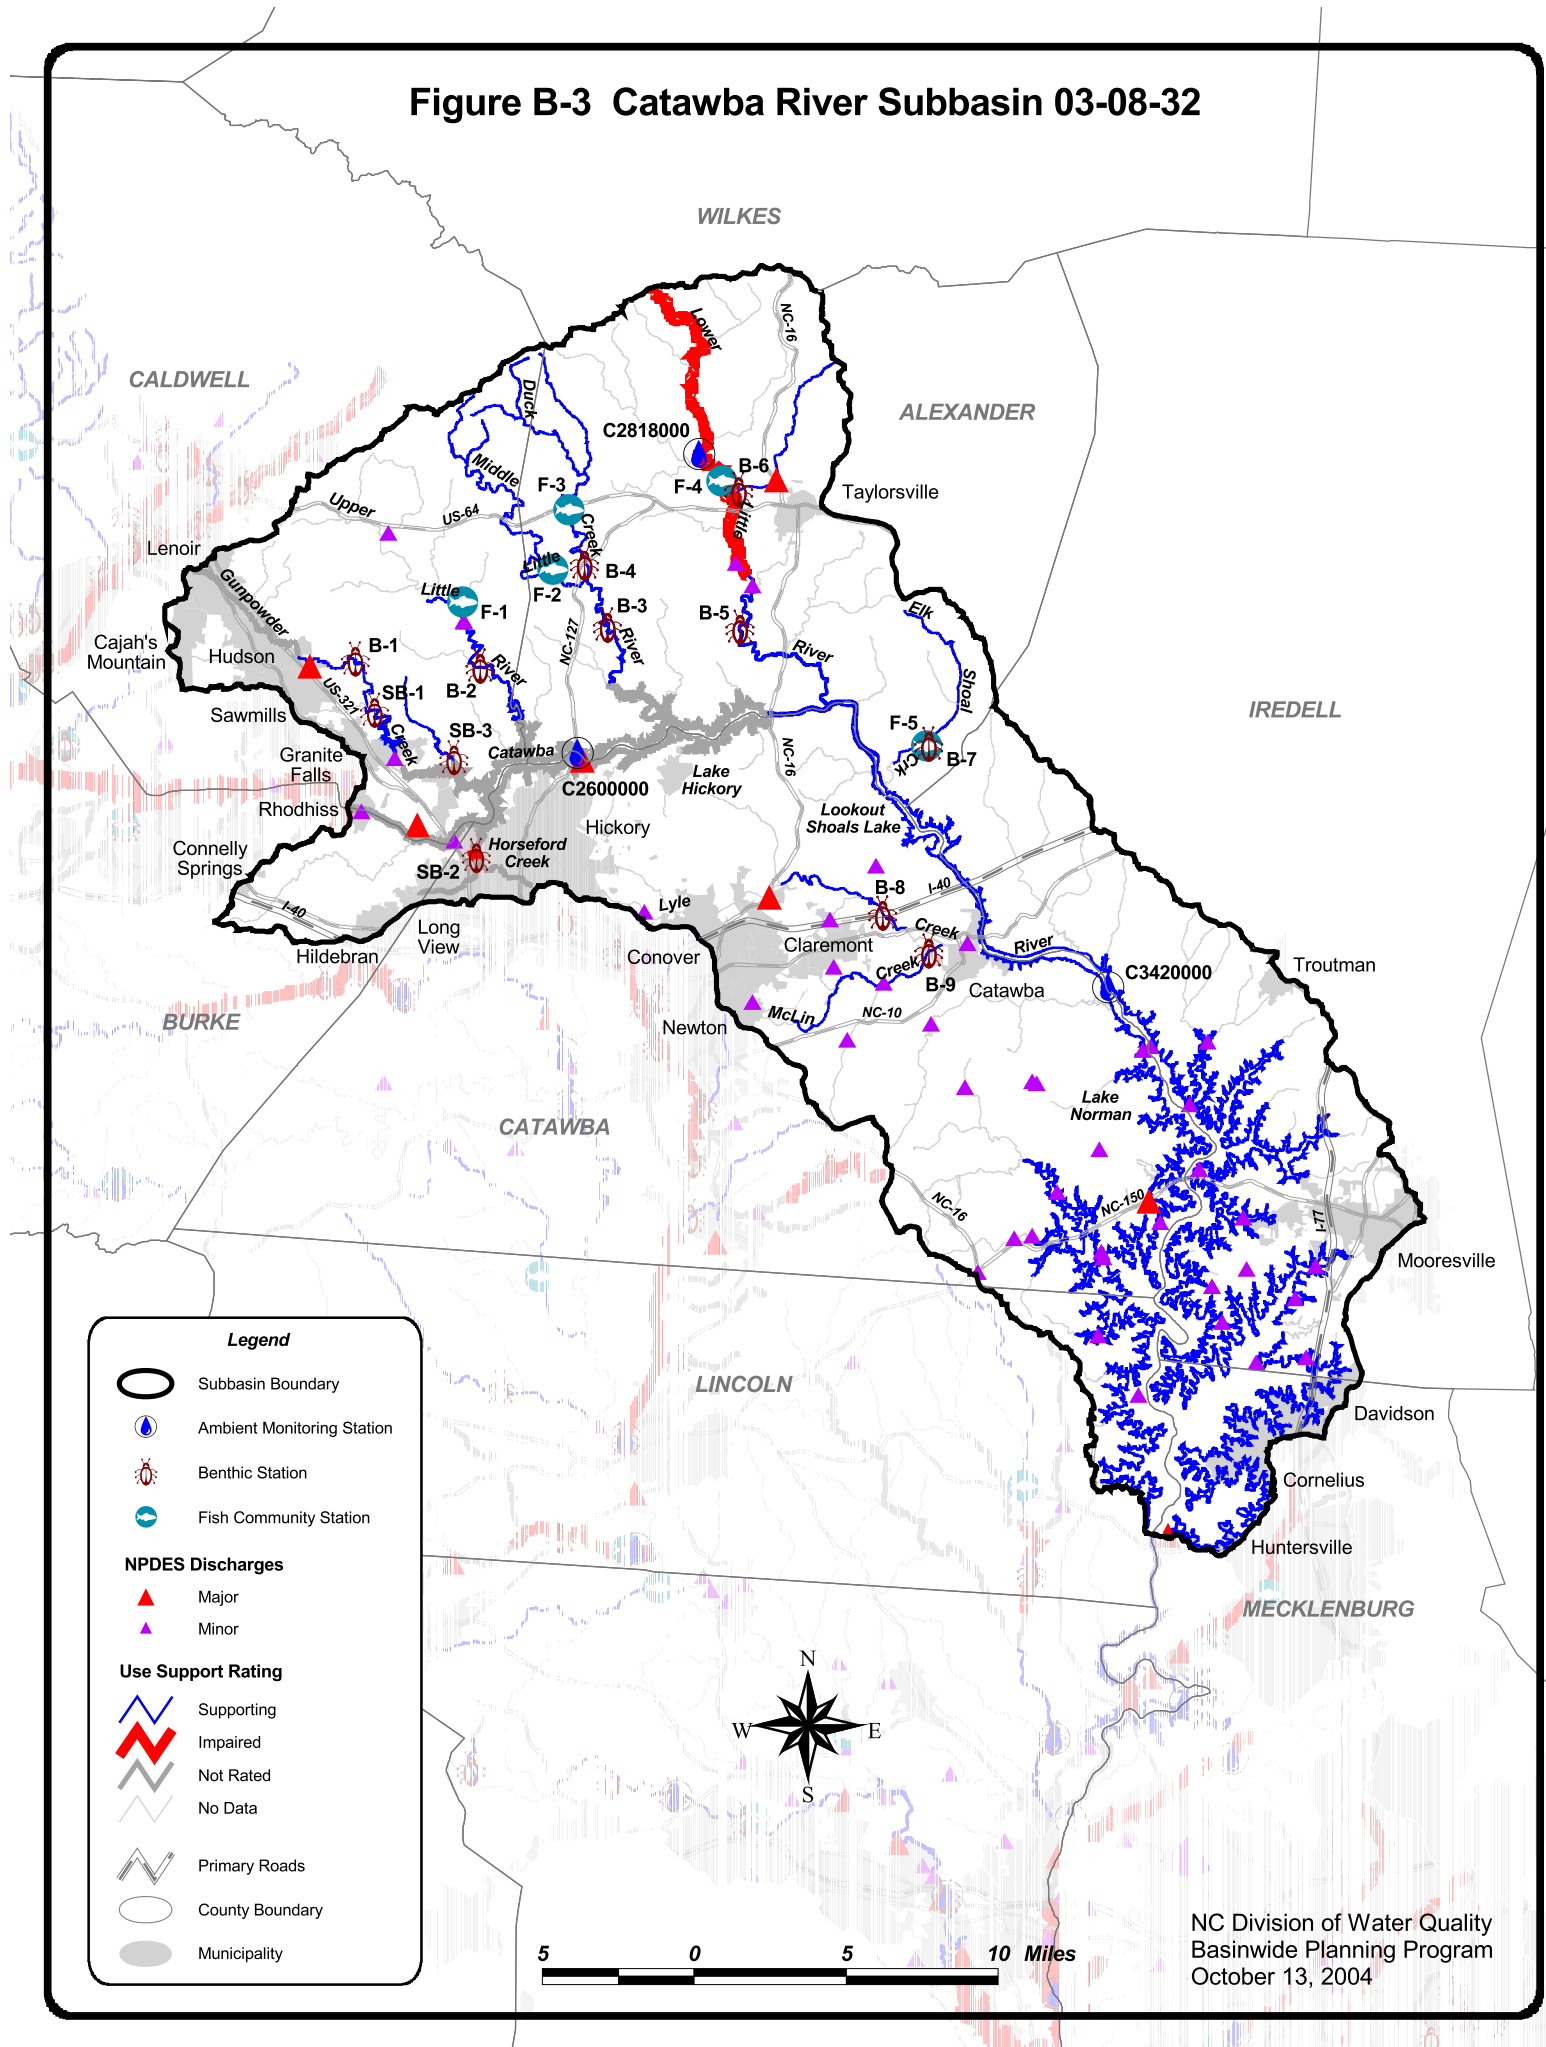 Figure B-3 Catawba River Subbasin 03-08-32
WILKES
CALDWELL
ALEXANDER
IREDELL
BURKE
CATAWBA
LINCOLN
MECKLENBURG
Lower
NC-16
Duck
C2818000
Middle
F-3
F-4
B-6
Taylorsville
Upper
US-64
Creek
Little
Lenoir
Little
B-4
F-2
Gunpowder
Little
F-1
B-3
B-5
Elk
Cajah's
Mountain
Hudson
B-1
NC-127
River
River
River
Shoal
B-2
SB-1
US-321
Sawmills
Creek
SB-3
F-5
B-7
Crk
Granite
Falls
Catawba
NC-16
Lake
Hickory
C2600000
Rhodhiss
Hickory
Lookout
Shoals Lake
Connelly
Springs
Horseford
Creek
SB-2
I-40
B-8
I-40
Lyle
Long
View
Hildebran
Conover
Claremont
Creek
River
Creek
B-9
Catawba
C3420000
Troutman
Newton
McLin
NC-10
Lake
Norman
NC-16
NC-150
I-77
Mooresville
Davidson
Cornelius
Huntersville
Legend
Subbasin Boundary
Ambient Monitoring Station
Benthic Station
Fish Community Station
NPDES Discharges
Major
Minor
Use Support Rating
Supporting
Impaired
Not Rated
No Data
Primary Roads
County Boundary
Municipality
N
W
E
S
5 0 5 10 Miles
NC Division of Water Quality
Basinwide Planning Program
October 13, 2004